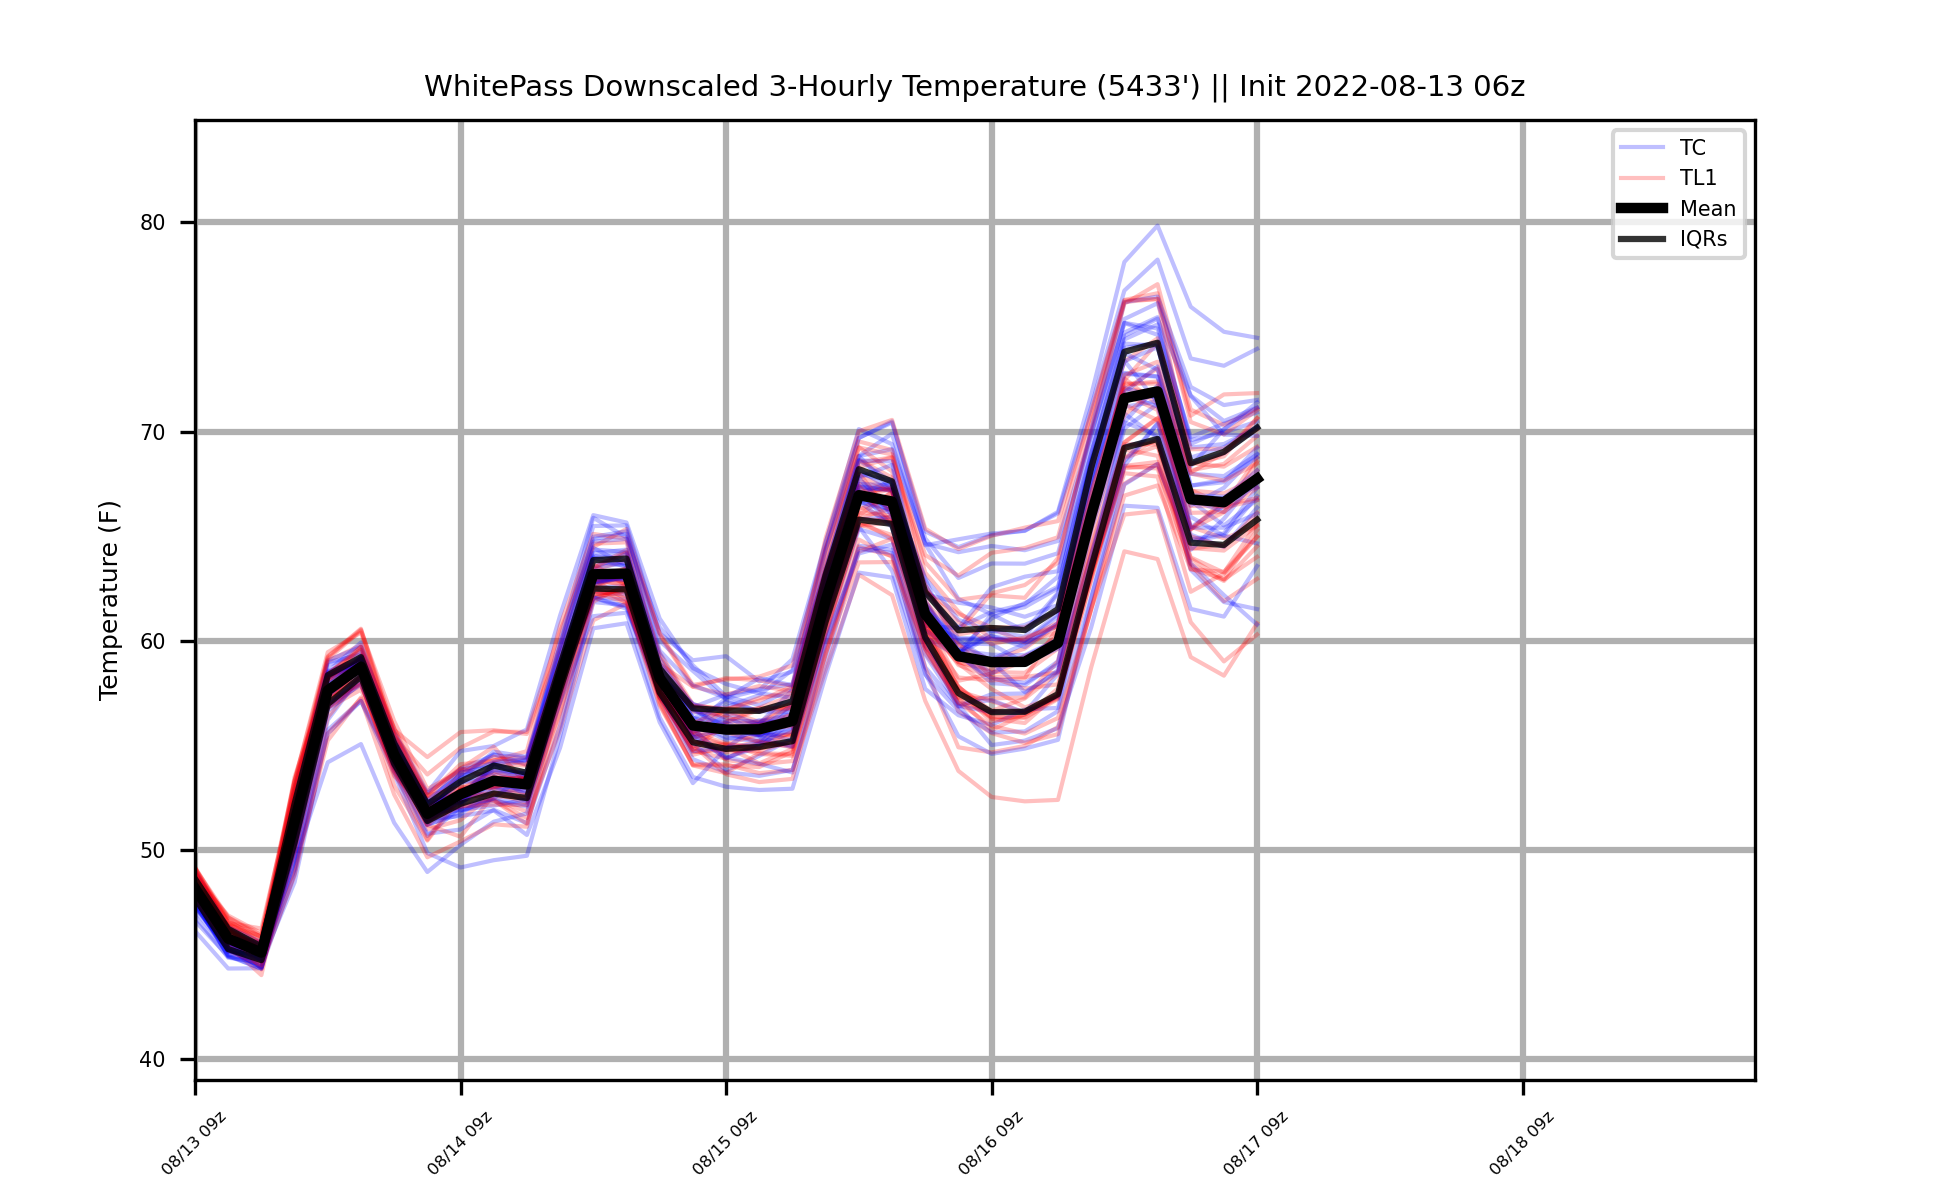 WhitePass Downscaled 3-Hourly Temperature (5433') || Init 2022-08-13 06z
TC
TL1
Mean
IQRs
Temperature (F)
80
70
60
50
40
08/13 09z
08/14 09z
08/15 09z
08/16 09z
08/17 09z
08/18 09z